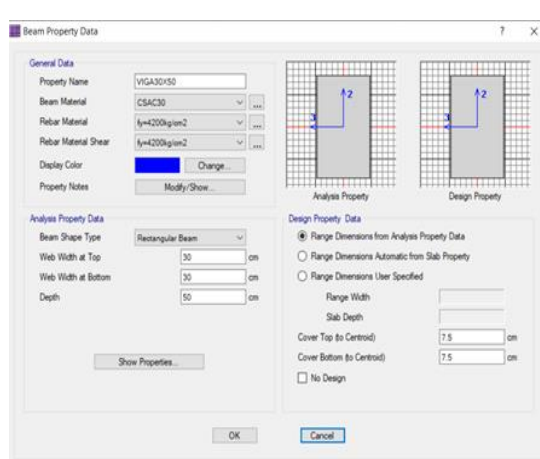 Beam Property Data
? X
General Data
Property Name VIGA30X50
Beam Material CSAC30 ...
Rebar Material fy=4200kg/cm2 ...
Rebar Material Shear fy=4200kg/cm2 ...
Display Color Change...
Property Notes Modify/Show...
2
3
Analysis Property
2
3
Design Property
Analysis Property Data
Beam Shape Type Rectangular Beam
Web Width at Top 30 cm
Web Width at Bottom 30 cm
Depth 50 cm
Show Properties...
Design Property Data
Flange Dimensions from Analysis Property Data
Flange Dimensions Automatic from Slab Property
Flange Dimensions User Specified
Flange Width
Slab Depth
Cover Top (to Centroid) 7.5 cm
Cover Bottom (to Centroid) 7.5 cm
No Design
OK
Cancel